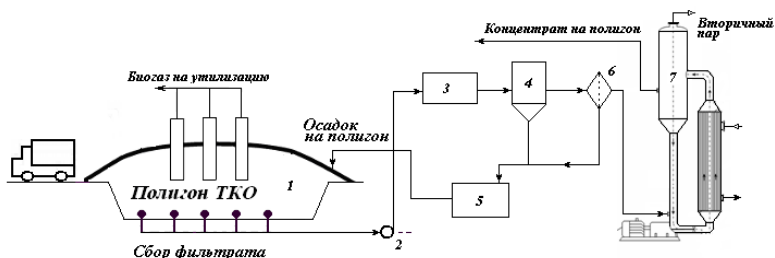 Концентрат на полигон
Вторичный
пар
Биогаз на утилизацию
3
4
6
7
Осадок
на полигон
Полигон ТКО
1
5
2
Сбор фильтрата